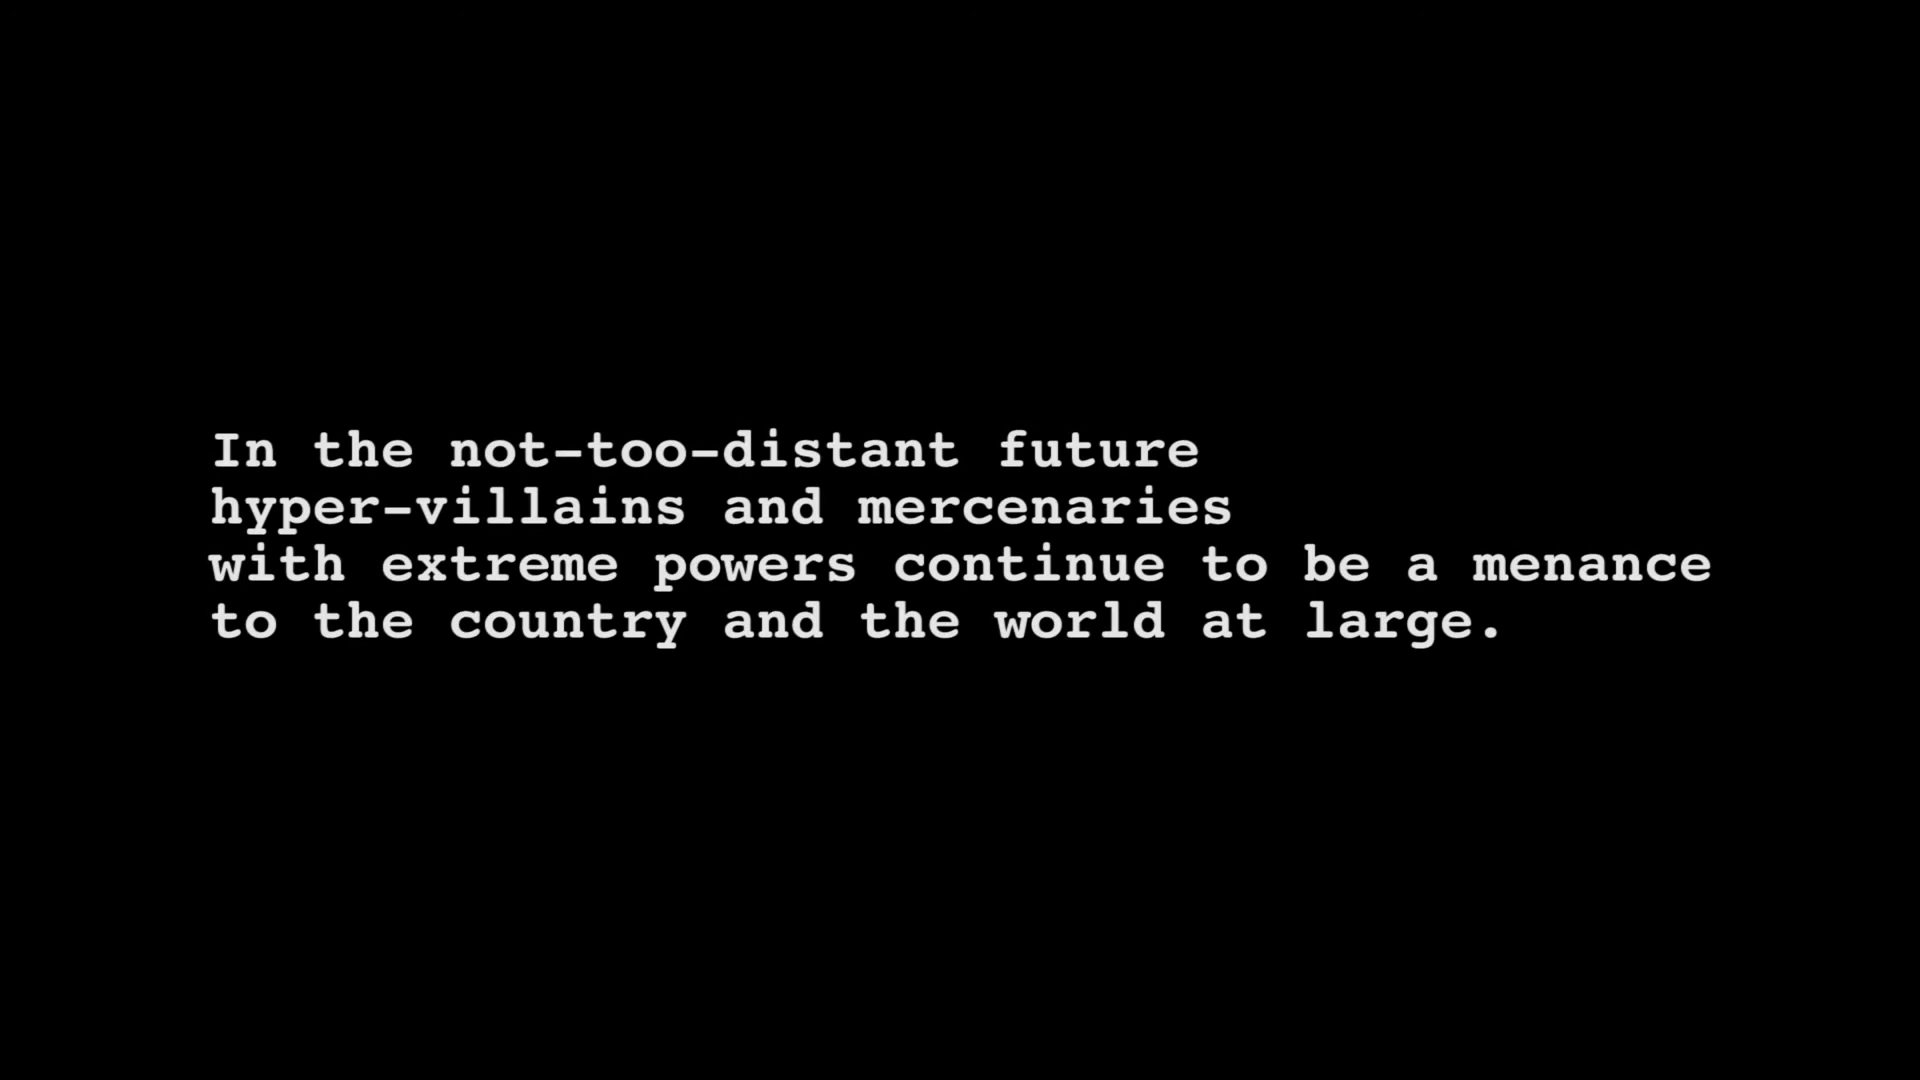 In the not-too-distant future
hyper-villains and mercenaries
with extreme powers continue to be a menance
to the country and the world at large.